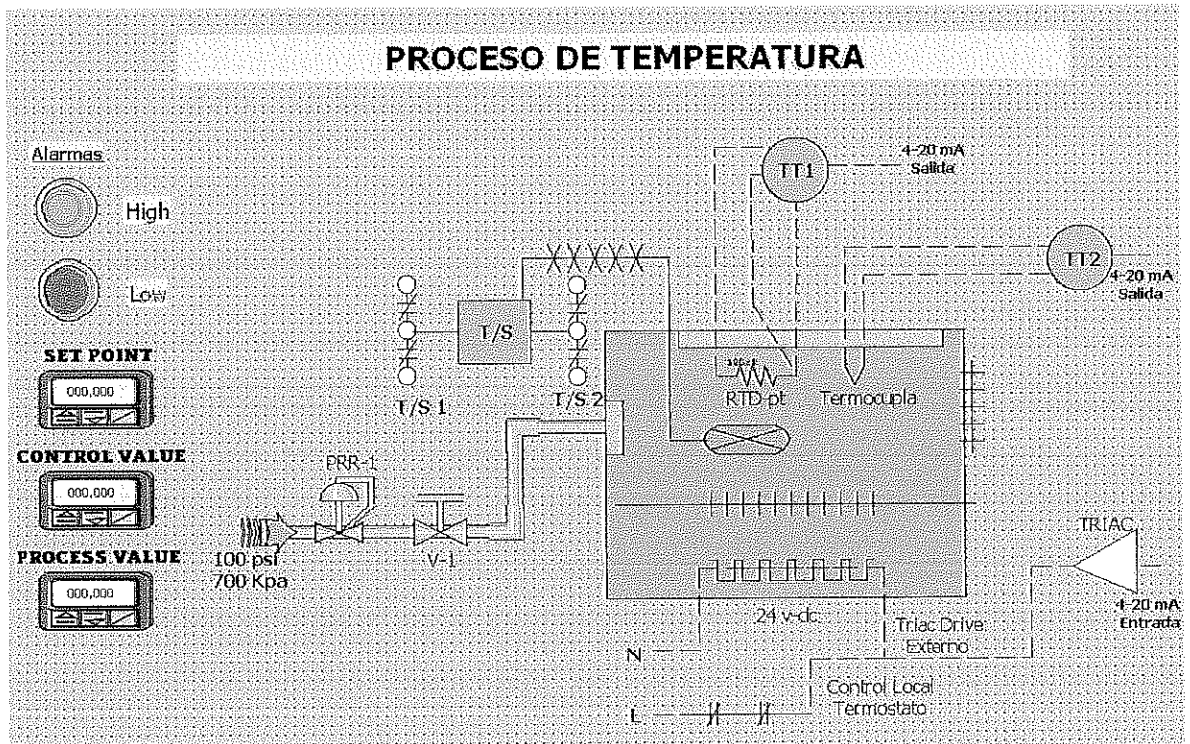 PROCESO DE TEMPERATURA
Alarmas
High
Low
SET POINT
000,000
CONTROL VALUE
000,000
PROCESS VALUE
000,000
TT1
4-20 mA
Salida
TT2
4-20 mA
Salida
T/S
T/S 1
T/S 2
RTD-pt
Termocupla
PRR-1
V-1
100 psi
700 Kpa
24 v-dc
TRIAC
4-20 mA
Entrada
Triac Drive
Externo
N
Control Local
Termostato
L